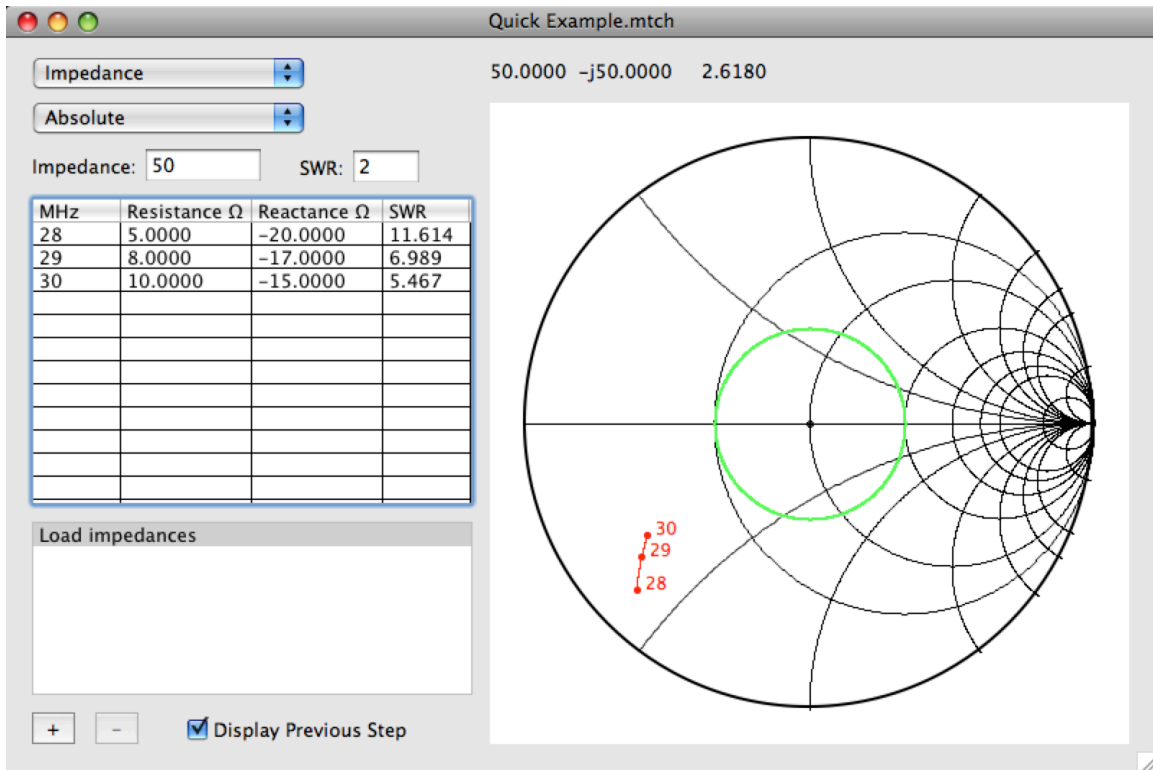 Quick Example.mtch
Impedance
50.0000 -j50.0000 2.6180
Absolute
Impedance: 50 SWR: 2
MHz Resistance Ω Reactance Ω SWR
28 5.0000 -20.0000 11.614
29 8.0000 -17.0000 6.989
30 10.0000 -15.0000 5.467
Load impedances
30
29
28
+ - Display Previous Step